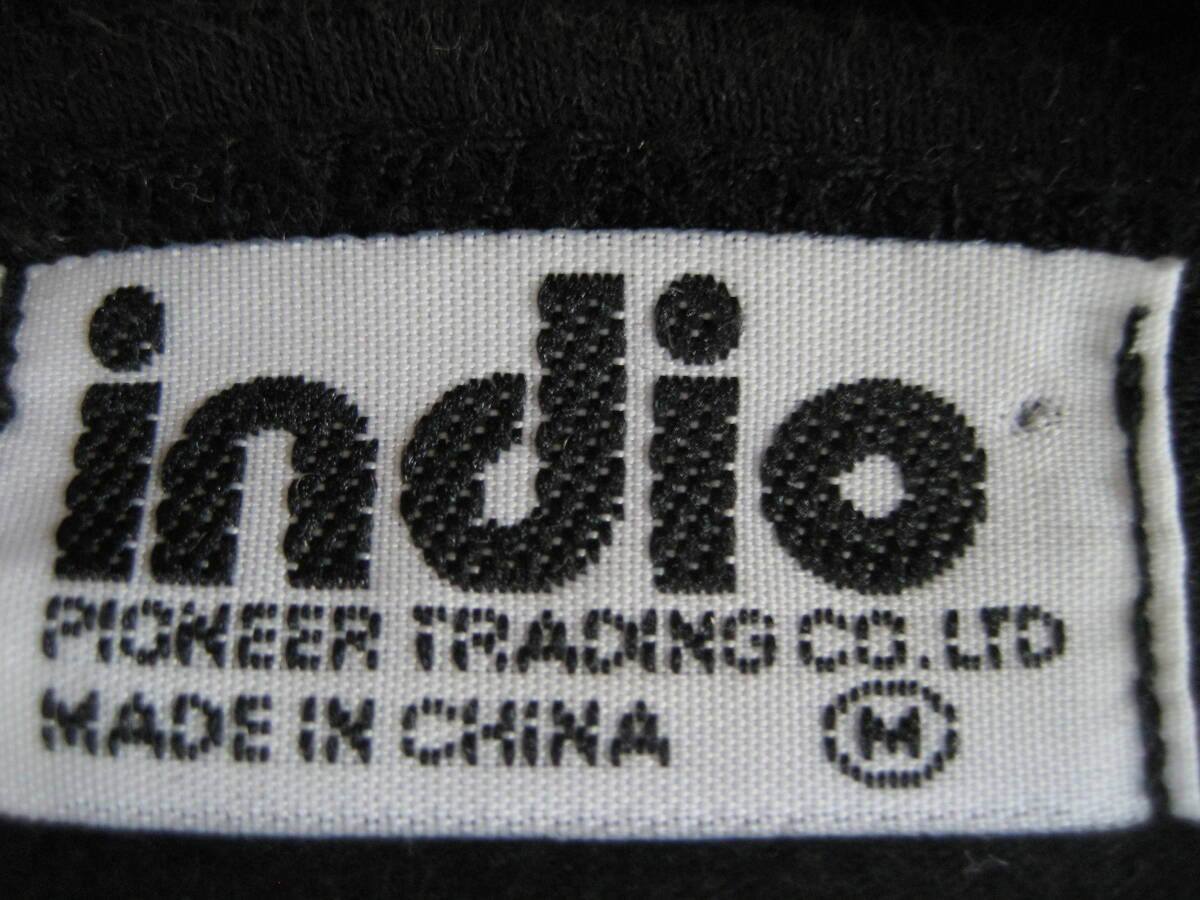 indio
PIONEER TRADING CO.LTD
MADE IN CHINA M